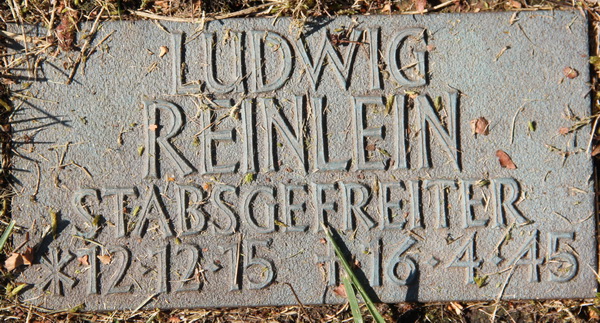 LUDWIG
REINLEIN
STABSGEFREITER
* 12·12·15 † 16·4·45